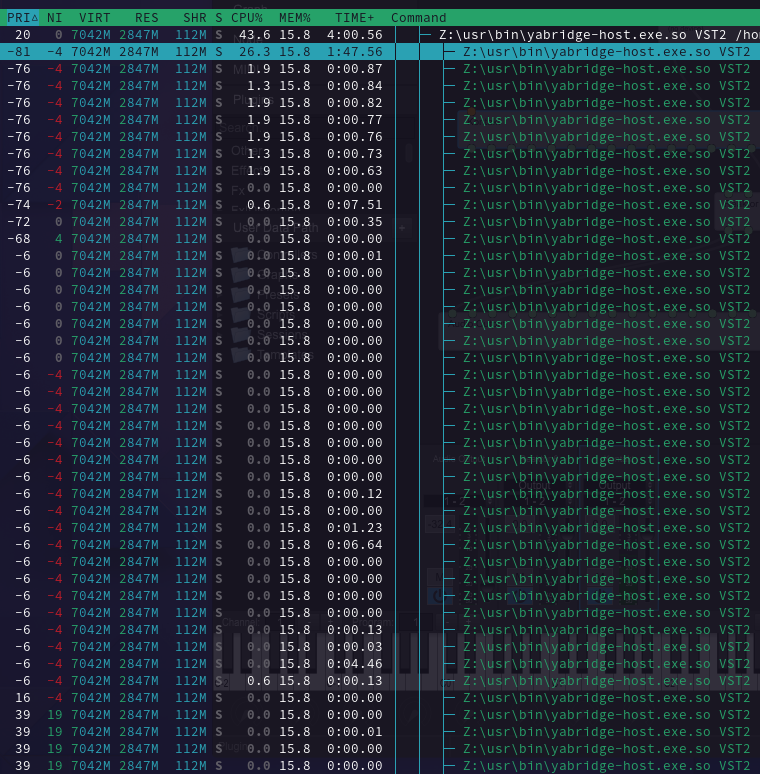 PRI△ NI VIRT RES SHR S CPU% MEM% TIME+ Command
20 0 7042M 2847M 112M S 43.6 15.8 4:00.56 Z:\usr\bin\yabridge-host.exe.so VST2 /ho
-81 -4 7042M 2847M 112M S 26.3 15.8 1:47.56 Z:\usr\bin\yabridge-host.exe.so VST2
-76 -4 7042M 2847M 112M S 1.9 15.8 0:00.87 Z:\usr\bin\yabridge-host.exe.so VST2
-76 -4 7042M 2847M 112M S 1.3 15.8 0:00.84 Z:\usr\bin\yabridge-host.exe.so VST2
-76 -4 7042M 2847M 112M S 1.9 15.8 0:00.82 Z:\usr\bin\yabridge-host.exe.so VST2
-76 -4 7042M 2847M 112M S 1.9 15.8 0:00.77 Z:\usr\bin\yabridge-host.exe.so VST2
-76 -4 7042M 2847M 112M S 1.9 15.8 0:00.76 Z:\usr\bin\yabridge-host.exe.so VST2
-76 -4 7042M 2847M 112M S 1.3 15.8 0:00.73 Z:\usr\bin\yabridge-host.exe.so VST2
-76 -4 7042M 2847M 112M S 1.9 15.8 0:00.63 Z:\usr\bin\yabridge-host.exe.so VST2
-76 0 7042M 2847M 112M S 0.0 15.8 0:00.00 Z:\usr\bin\yabridge-host.exe.so VST2
-74 -2 7042M 2847M 112M S 0.6 15.8 0:07.51 Z:\usr\bin\yabridge-host.exe.so VST2
-72 0 7042M 2847M 112M S 0.0 15.8 0:00.35 Z:\usr\bin\yabridge-host.exe.so VST2
-68 4 7042M 2847M 112M S 0.0 15.8 0:00.00 Z:\usr\bin\yabridge-host.exe.so VST2
-6 0 7042M 2847M 112M S 0.0 15.8 0:00.01 Z:\usr\bin\yabridge-host.exe.so VST2
-6 0 7042M 2847M 112M S 0.0 15.8 0:00.00 Z:\usr\bin\yabridge-host.exe.so VST2
-6 0 7042M 2847M 112M S 0.0 15.8 0:00.00 Z:\usr\bin\yabridge-host.exe.so VST2
-6 0 7042M 2847M 112M S 0.0 15.8 0:00.00 Z:\usr\bin\yabridge-host.exe.so VST2
-6 0 7042M 2847M 112M S 0.0 15.8 0:00.00 Z:\usr\bin\yabridge-host.exe.so VST2
-6 0 7042M 2847M 112M S 0.0 15.8 0:00.00 Z:\usr\bin\yabridge-host.exe.so VST2
-6 0 7042M 2847M 112M S 0.0 15.8 0:00.00 Z:\usr\bin\yabridge-host.exe.so VST2
-6 -4 7042M 2847M 112M S 0.0 15.8 0:00.00 Z:\usr\bin\yabridge-host.exe.so VST2
-6 -4 7042M 2847M 112M S 0.0 15.8 0:00.00 Z:\usr\bin\yabridge-host.exe.so VST2
-6 -4 7042M 2847M 112M S 0.0 15.8 0:00.00 Z:\usr\bin\yabridge-host.exe.so VST2
-6 -4 7042M 2847M 112M S 0.0 15.8 0:00.00 Z:\usr\bin\yabridge-host.exe.so VST2
-6 -4 7042M 2847M 112M S 0.0 15.8 0:00.00 Z:\usr\bin\yabridge-host.exe.so VST2
-6 -4 7042M 2847M 112M S 0.0 15.8 0:00.00 Z:\usr\bin\yabridge-host.exe.so VST2
-6 -4 7042M 2847M 112M S 0.0 15.8 0:00.00 Z:\usr\bin\yabridge-host.exe.so VST2
-6 -4 7042M 2847M 112M S 0.0 15.8 0:00.12 Z:\usr\bin\yabridge-host.exe.so VST2
-6 -4 7042M 2847M 112M S 0.0 15.8 0:00.00 Z:\usr\bin\yabridge-host.exe.so VST2
-6 -4 7042M 2847M 112M S 0.0 15.8 0:01.23 Z:\usr\bin\yabridge-host.exe.so VST2
-6 -4 7042M 2847M 112M S 0.0 15.8 0:06.64 Z:\usr\bin\yabridge-host.exe.so VST2
-6 -4 7042M 2847M 112M S 0.0 15.8 0:00.00 Z:\usr\bin\yabridge-host.exe.so VST2
-6 -4 7042M 2847M 112M S 0.0 15.8 0:00.00 Z:\usr\bin\yabridge-host.exe.so VST2
-6 -4 7042M 2847M 112M S 0.0 15.8 0:00.00 Z:\usr\bin\yabridge-host.exe.so VST2
-6 -4 7042M 2847M 112M S 0.0 15.8 0:00.00 Z:\usr\bin\yabridge-host.exe.so VST2
-6 -4 7042M 2847M 112M S 0.0 15.8 0:00.13 Z:\usr\bin\yabridge-host.exe.so VST2
-6 -4 7042M 2847M 112M S 0.0 15.8 0:00.03 Z:\usr\bin\yabridge-host.exe.so VST2
-6 -4 7042M 2847M 112M S 0.0 15.8 0:04.46 Z:\usr\bin\yabridge-host.exe.so VST2
-6 -4 7042M 2847M 112M S 0.6 15.8 0:00.13 Z:\usr\bin\yabridge-host.exe.so VST2
16 -4 7042M 2847M 112M S 0.0 15.8 0:00.00 Z:\usr\bin\yabridge-host.exe.so VST2
39 19 7042M 2847M 112M S 0.0 15.8 0:00.00 Z:\usr\bin\yabridge-host.exe.so VST2
39 19 7042M 2847M 112M S 0.0 15.8 0:00.01 Z:\usr\bin\yabridge-host.exe.so VST2
39 19 7042M 2847M 112M S 0.0 15.8 0:00.00 Z:\usr\bin\yabridge-host.exe.so VST2
39 19 7042M 2847M 112M S 0.0 15.8 0:00.00 Z:\usr\bin\yabridge-host.exe.so VST2